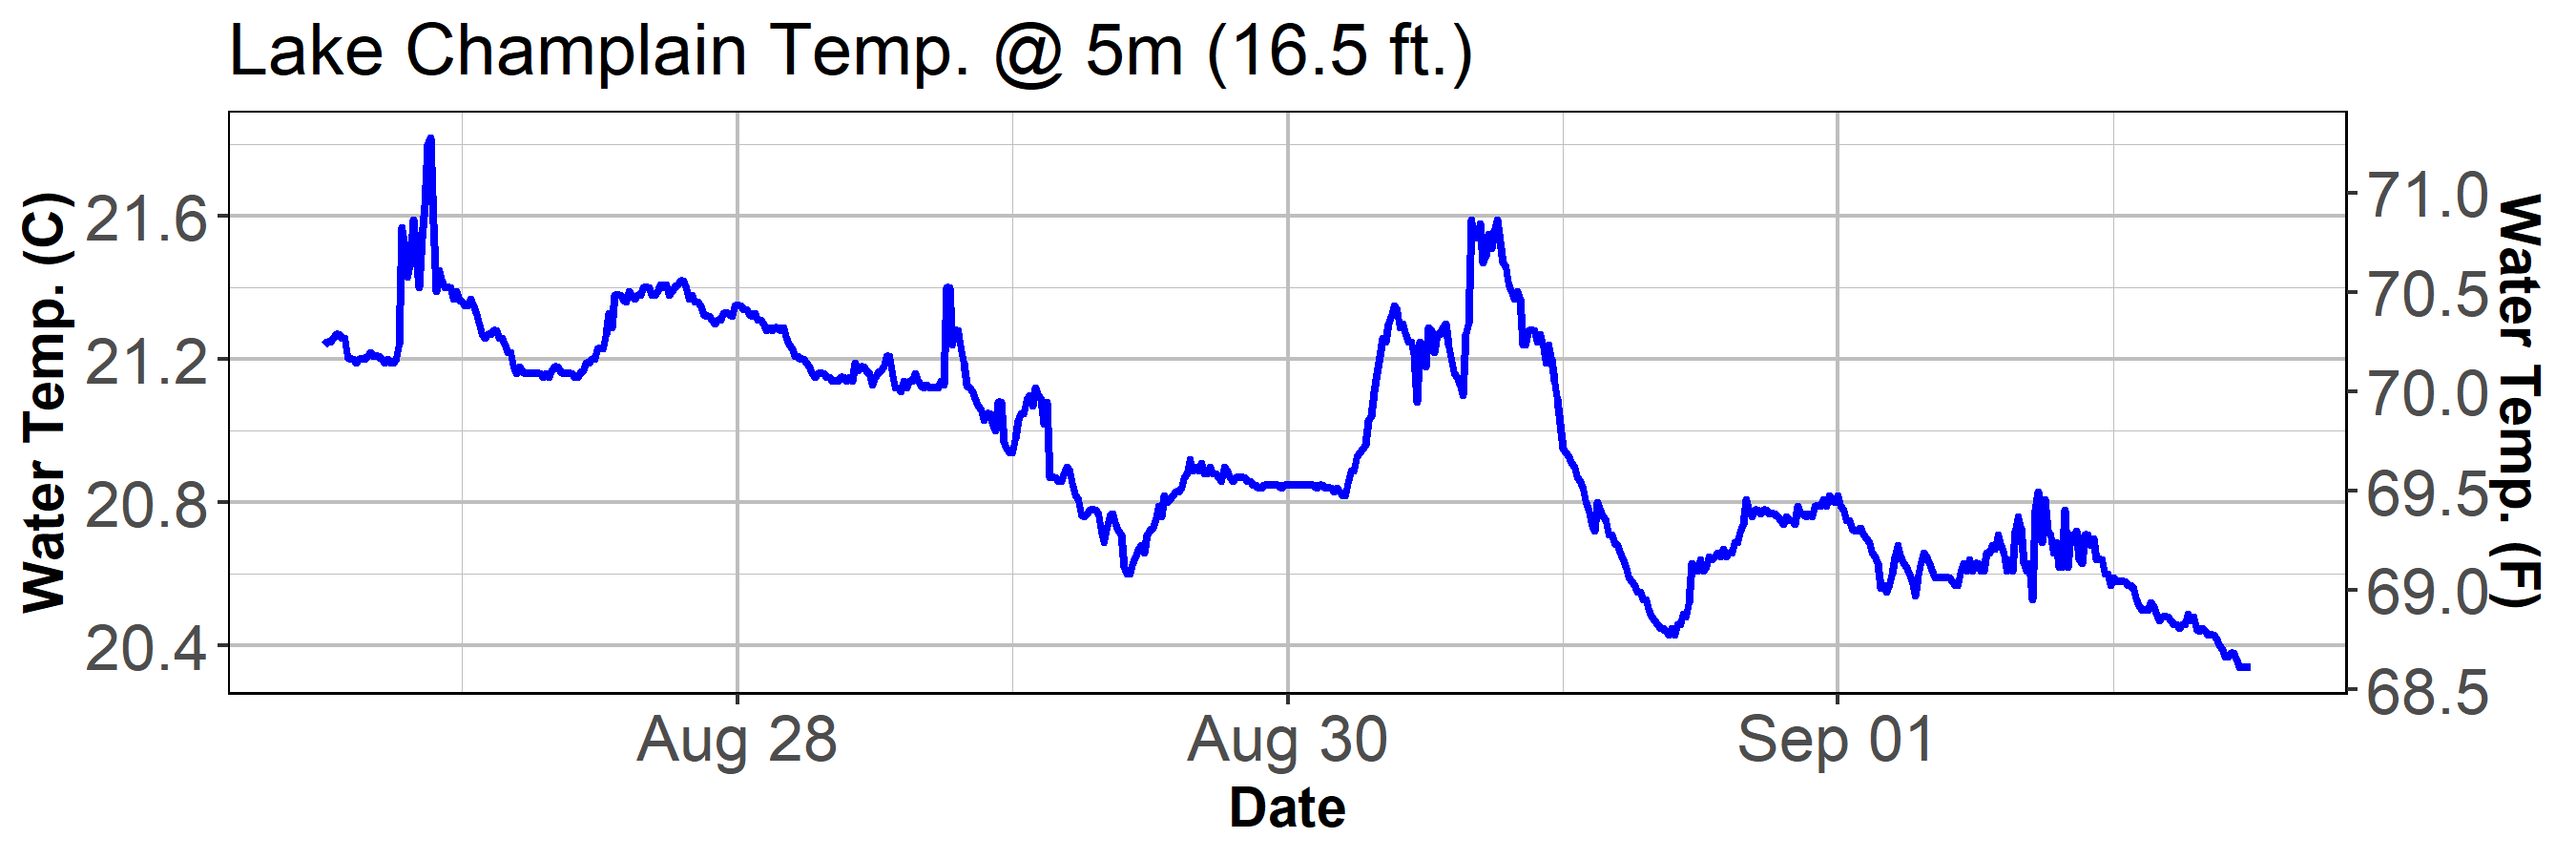 Lake Champlain Temp. @ 5m (16.5 ft.)
Water Temp. (C)
21.6
21.2
20.8
20.4
71.0
70.5
70.0
69.5
69.0
68.5
Water Temp. (F)
Aug 28
Aug 30
Sep 01
Date